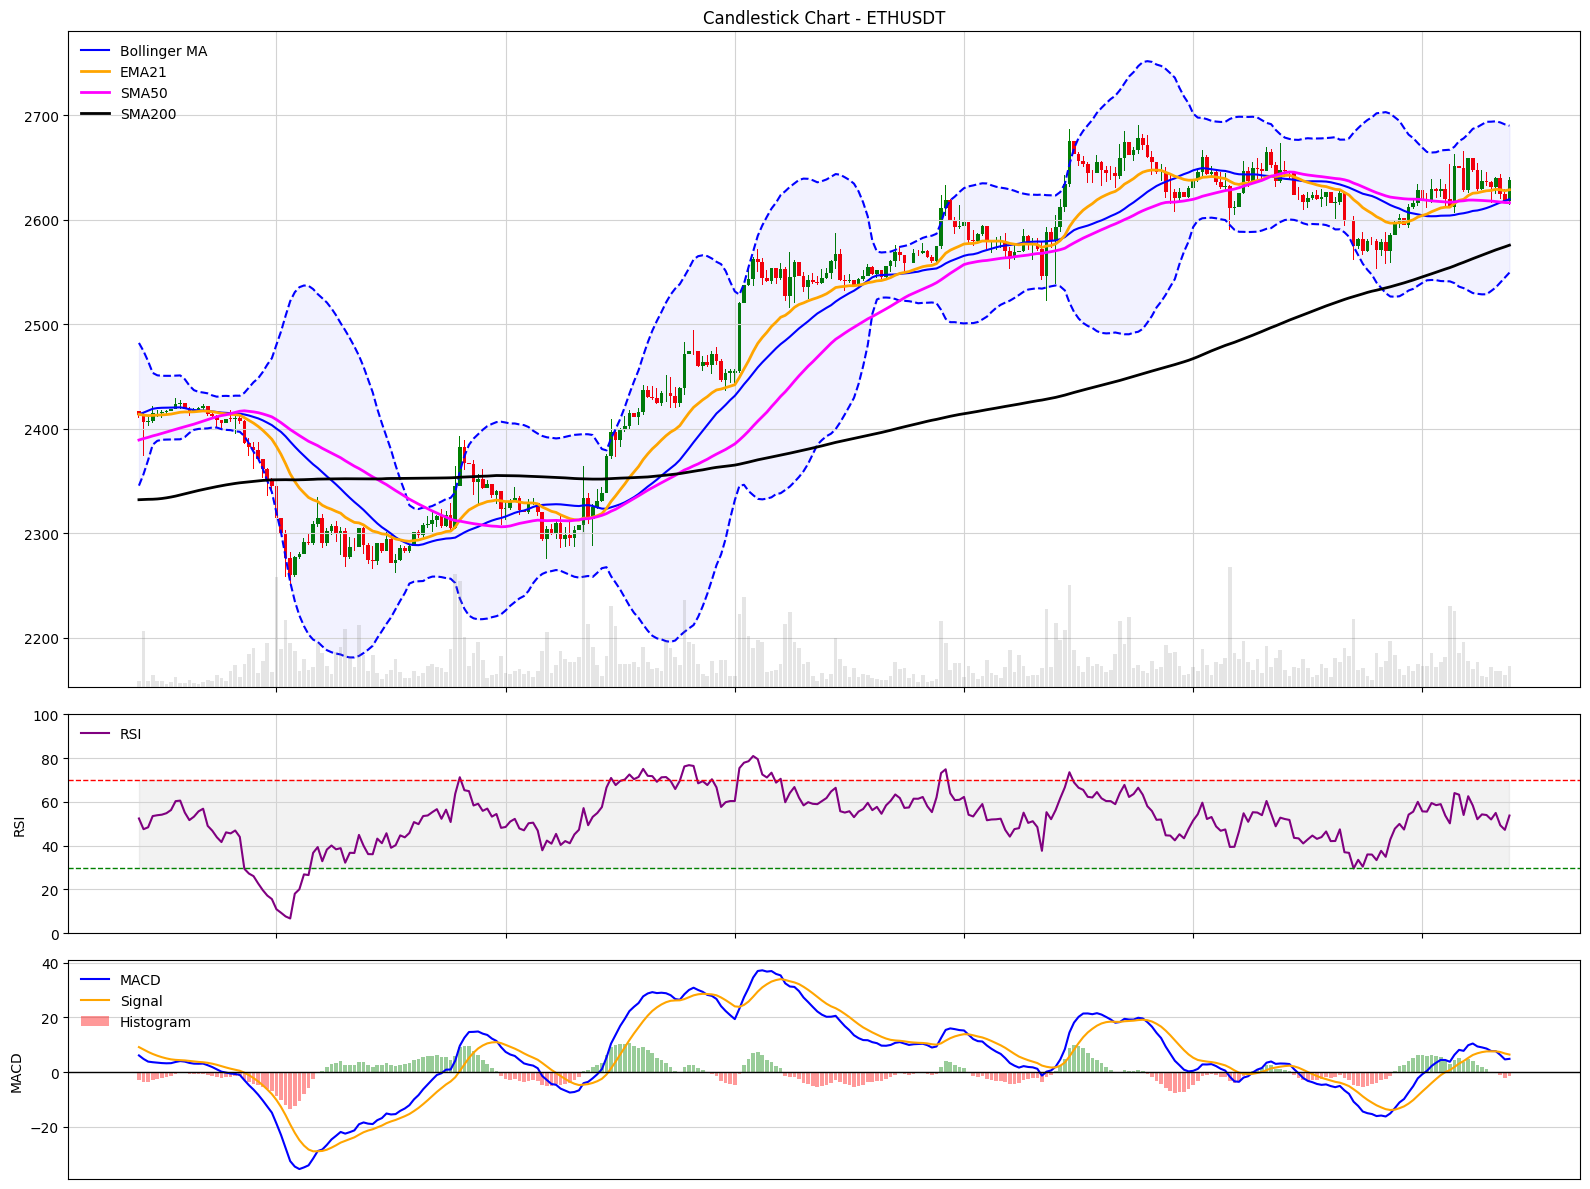 Candlestick Chart - ETHUSDT
Bollinger MA
EMA21
SMA50
SMA200
2700
2600
2500
2400
2300
2200
RSI
100
80
60
40
20
0
RSI
MACD
Signal
Histogram
40
20
0
−20
MACD